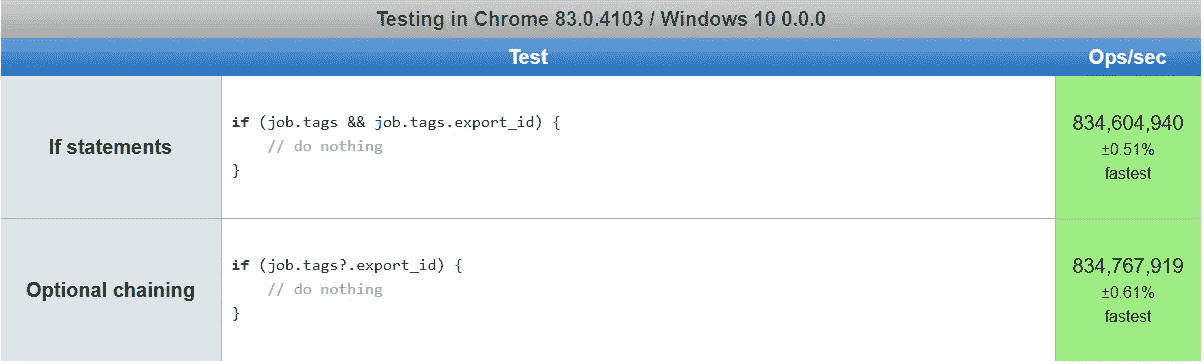 Testing in Chrome 83.0.4103 / Windows 10 0.0.0
Test Ops/sec
If statements
if (job.tags && job.tags.export_id) {
// do nothing
}
834,604,940
±0.51%
fastest
Optional chaining
if (job.tags?.export_id) {
// do nothing
}
834,767,919
±0.61%
fastest